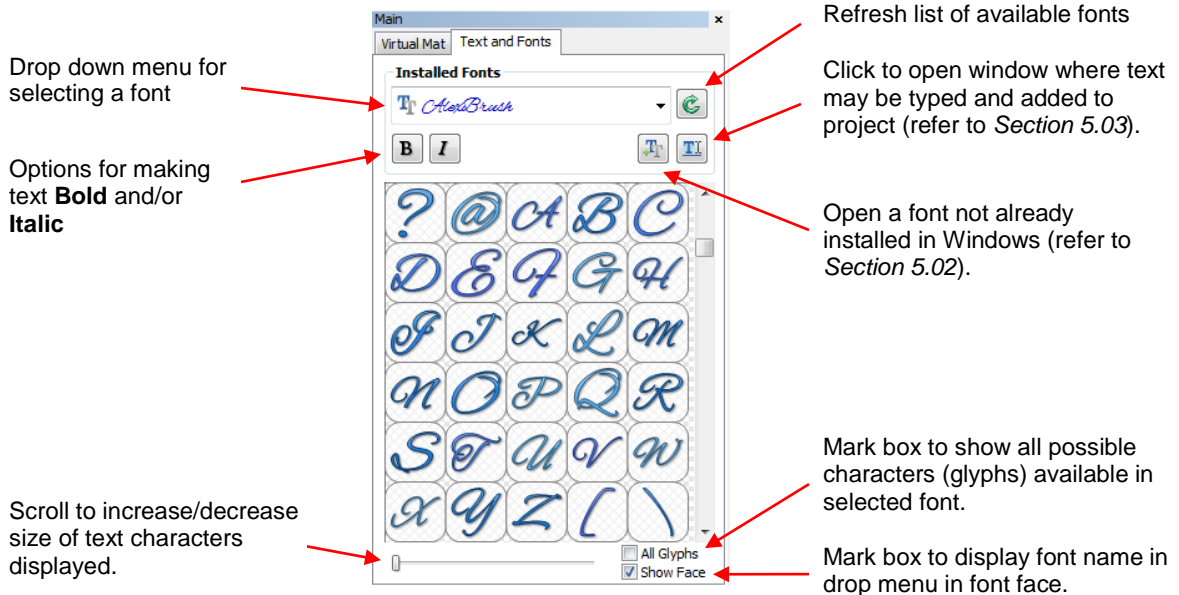 Main
Virtual Mat
Text and Fonts
Installed Fonts
AlexBrush
B I
? @ A B C
D E F G H
I J K L M
N O P Q R
S T U V W
X Y Z [ \
All Glyphs
Show Face
Drop down menu for
selecting a font
Options for making
text Bold and/or
Italic
Scroll to increase/decrease
size of text characters
displayed.
Refresh list of available fonts
Click to open window where text
may be typed and added to
project (refer to Section 5.03).
Open a font not already
installed in Windows (refer to
Section 5.02).
Mark box to show all possible
characters (glyphs) available in
selected font.
Mark box to display font name in
drop menu in font face.